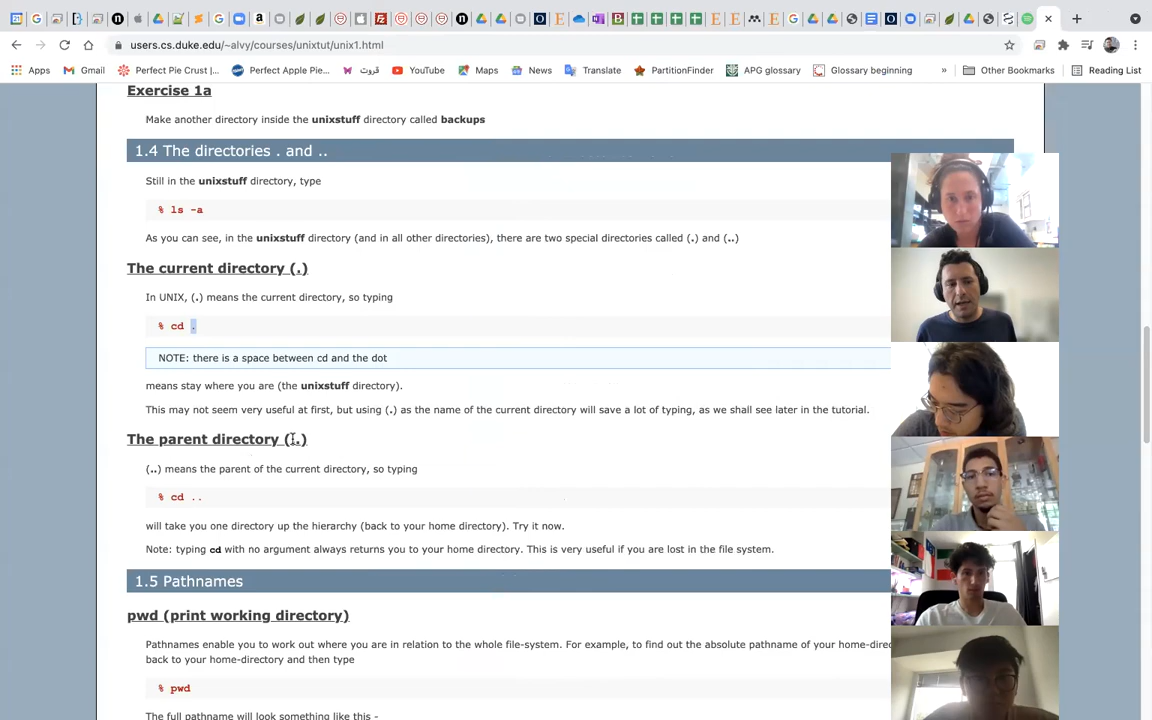 users.cs.duke.edu/~alvy/courses/unixtut/unix1.html
Apps
Gmail
Perfect Pie Crust |...
Perfect Apple Pie...
قروت
YouTube
Maps
News
Translate
PartitionFinder
APG glossary
Glossary beginning
»
Other Bookmarks
Reading List
Exercise 1a
Make another directory inside the unixstuff directory called backups
1.4 The directories . and ..
Still in the unixstuff directory, type
% ls -a
As you can see, in the unixstuff directory (and in all other directories), there are two special directories called (.) and (..)
The current directory (.)
In UNIX, (.) means the current directory, so typing
% cd .
NOTE: there is a space between cd and the dot
means stay where you are (the unixstuff directory).
This may not seem very useful at first, but using (.) as the name of the current directory will save a lot of typing, as we shall see later in the tutorial.
The parent directory (..)
(..) means the parent of the current directory, so typing
% cd ..
will take you one directory up the hierarchy (back to your home directory). Try it now.
Note: typing cd with no argument always returns you to your home directory. This is very useful if you are lost in the file system.
1.5 Pathnames
pwd (print working directory)
Pathnames enable you to work out where you are in relation to the whole file-system. For example, to find out the absolute pathname of your home-direc
back to your home-directory and then type
% pwd
The full pathname will look something like this -